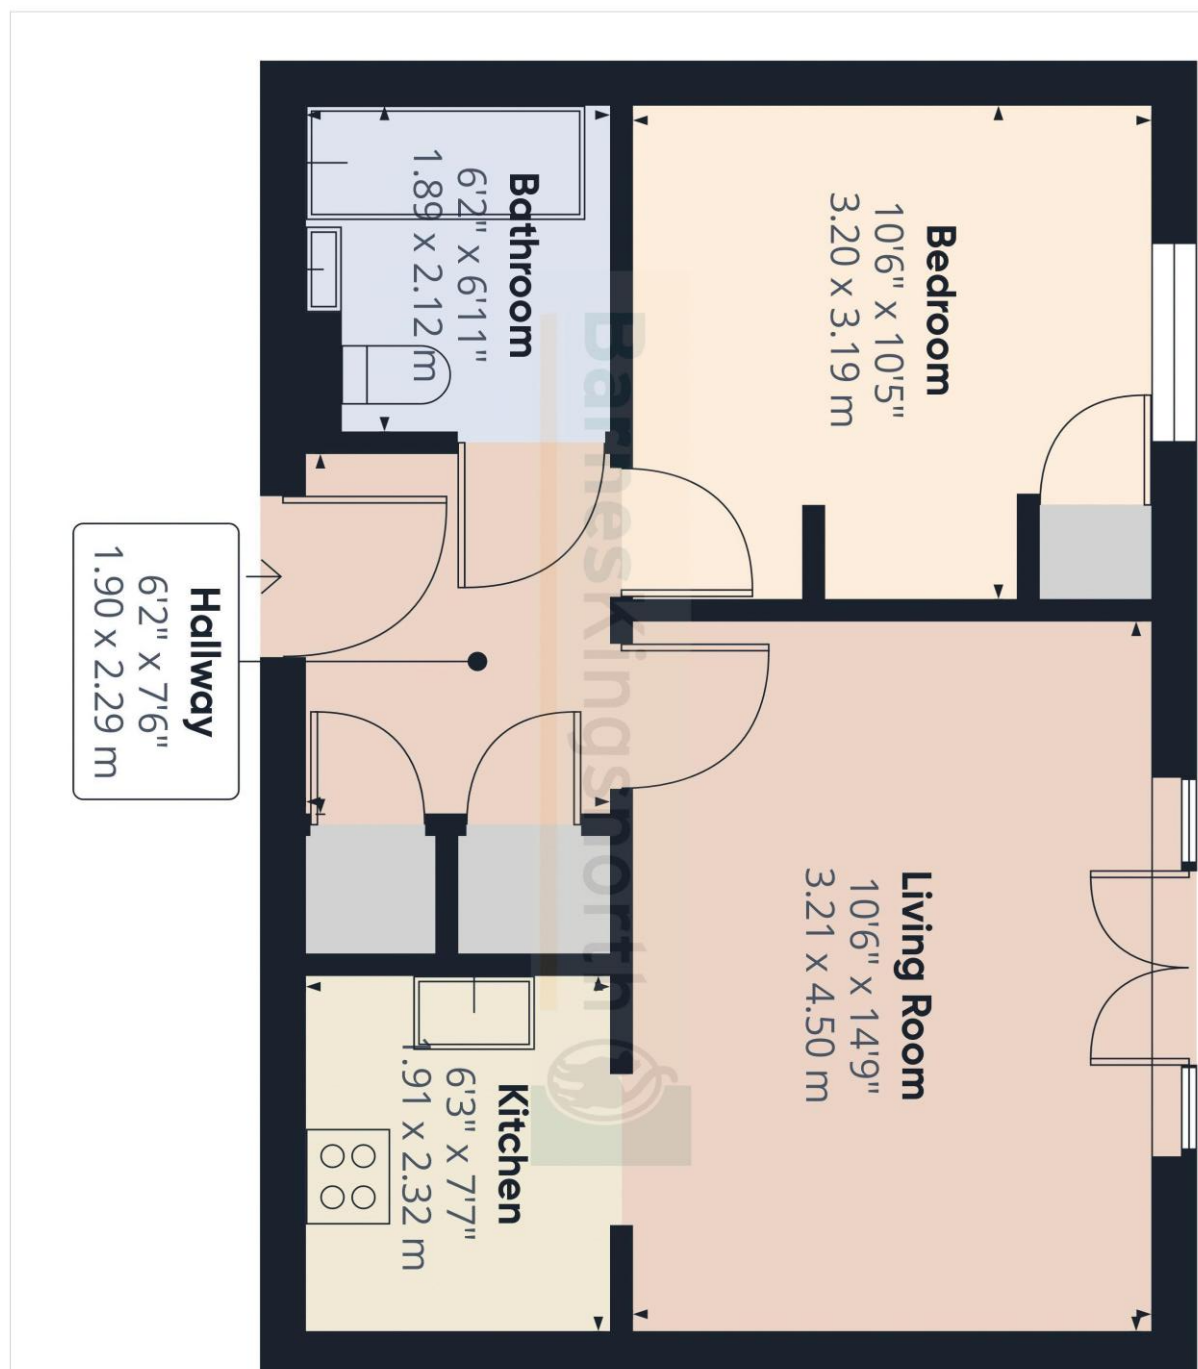 Bathroom
6'2" x 6'11"
1.89 x 2.12 m
Bedroom
10'6" x 10'5"
3.20 x 3.19 m
Hallway
6'2" x 7'6"
1.90 x 2.29 m
Living Room
10'6" x 14'9"
3.21 x 4.50 m
Kitchen
6'3" x 7'7"
1.91 x 2.32 m
BarnesKingsnorth